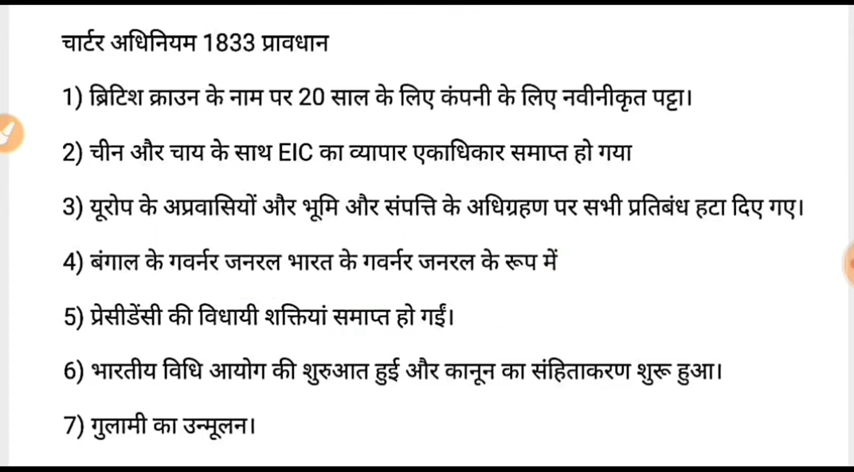 चार्टर अधिनियम 1833 प्रावधान
1) ब्रिटिश क्राउन के नाम पर 20 साल के लिए कंपनी के लिए नवीनीकृत पट्टा।
2) चीन और चाय के साथ EIC का व्यापार एकाधिकार समाप्त हो गया
3) यूरोप के अप्रवासियों और भूमि और संपत्ति के अधिग्रहण पर सभी प्रतिबंध हटा दिए गए।
4) बंगाल के गवर्नर जनरल भारत के गवर्नर जनरल के रूप में
5) प्रेसीडेंसी की विधायी शक्तियां समाप्त हो गईं।
6) भारतीय विधि आयोग की शुरुआत हुई और कानून का संहिताकरण शुरू हुआ।
7) गुलामी का उन्मूलन।